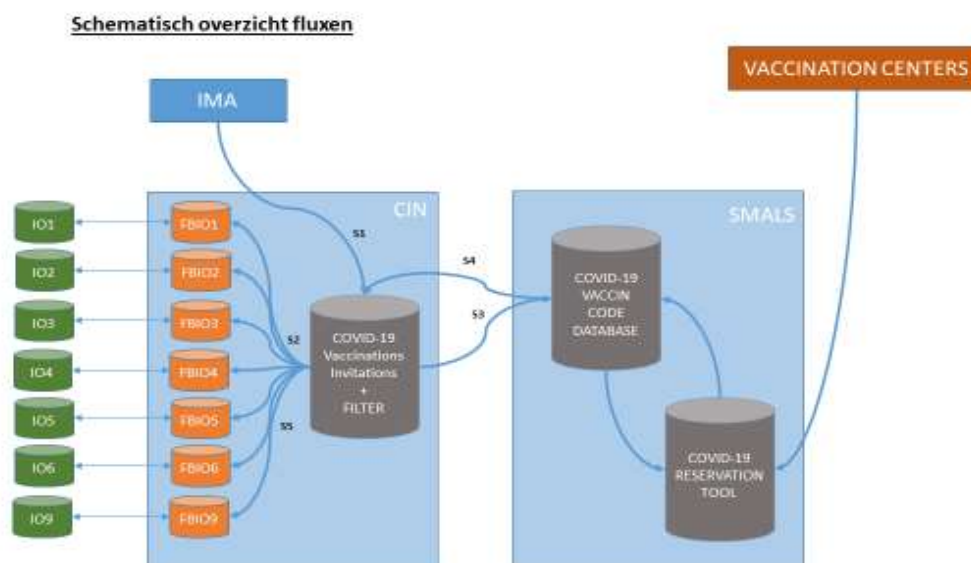 Schematisch overzicht fluxen
VACCINATION CENTERS
IMA
CIN
SMALS
IO1
FBIO1
S1
S4
IO2
FBIO2
COVID-19
VACCIN
CODE
DATABASE
IO3
FBIO3
S2
S3
COVID-19
Vaccinations
Invitations
+
FILTER
IO4
FBIO4
IO5
FBIO5
S5
IO6
FBIO6
COVID-19
RESERVATION
TOOL
IO9
FBIO9